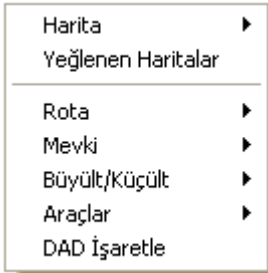 Harita
Yeğlenen Haritalar
Rota
Mevki
Büyült/Küçült
Araçlar
DAD İşaretle